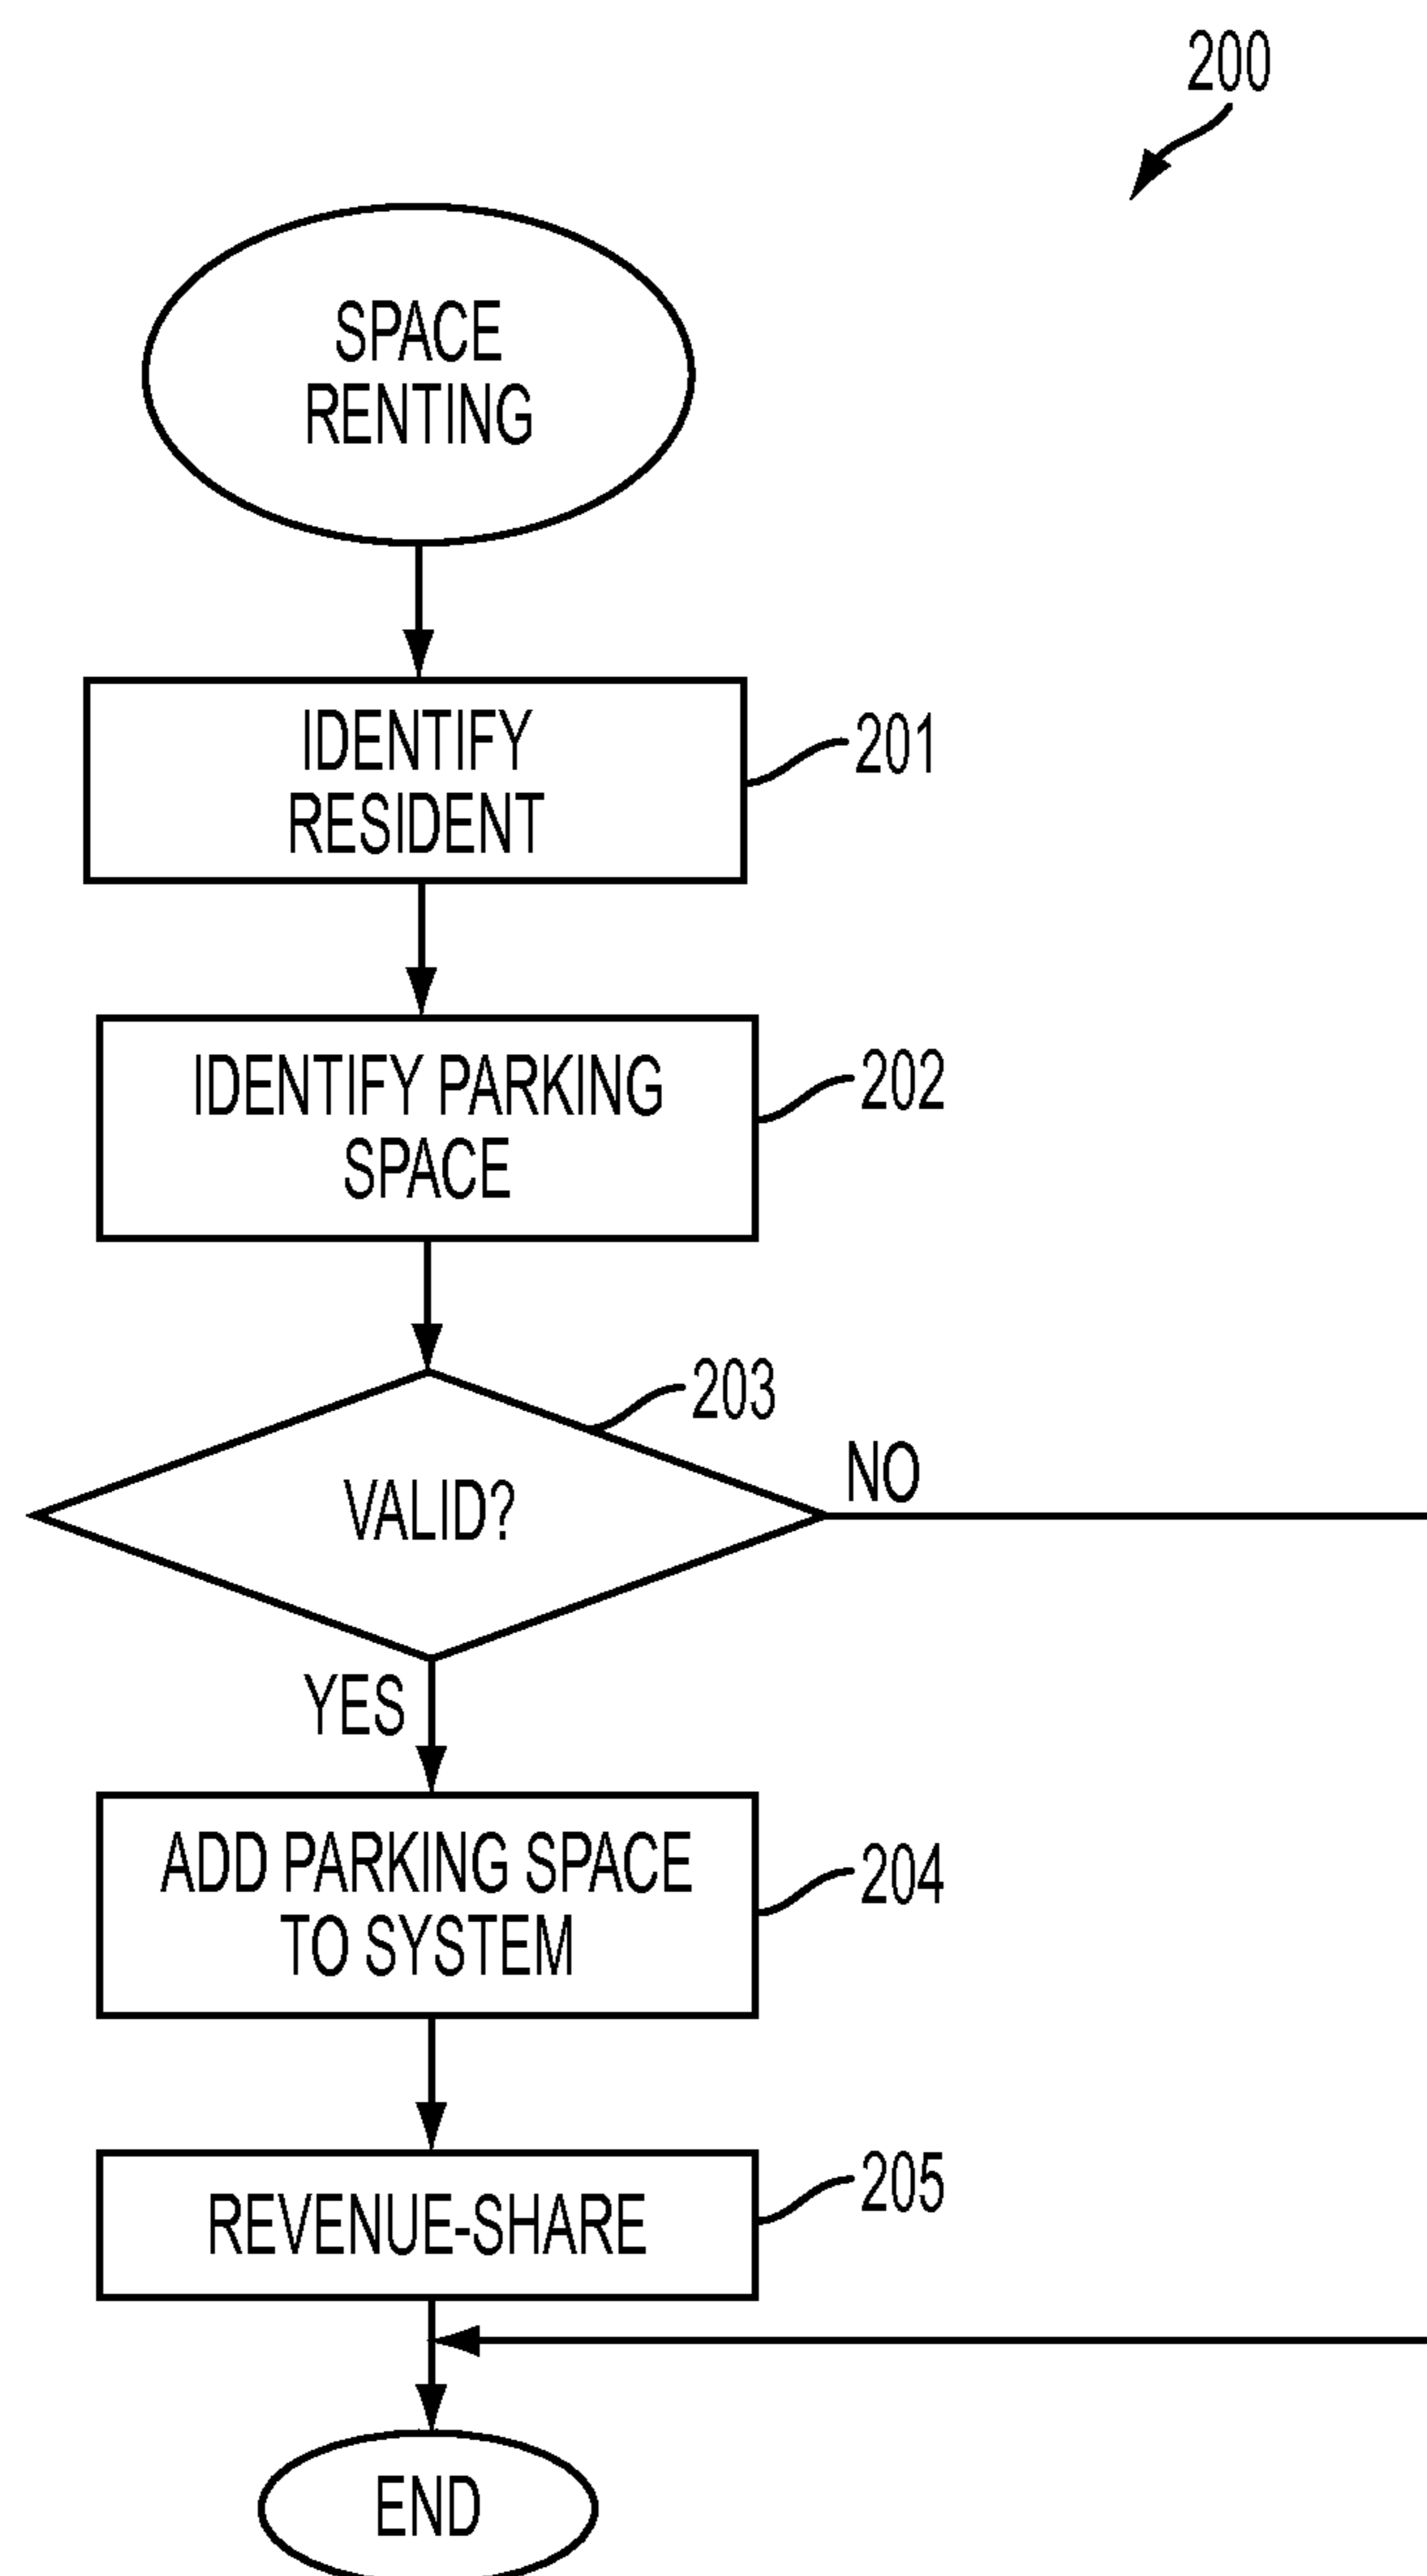 200
SPACE
RENTING
IDENTIFY
RESIDENT
201
IDENTIFY PARKING
SPACE
202
203
VALID?
NO
YES
ADD PARKING SPACE
TO SYSTEM
204
REVENUE-SHARE
205
END